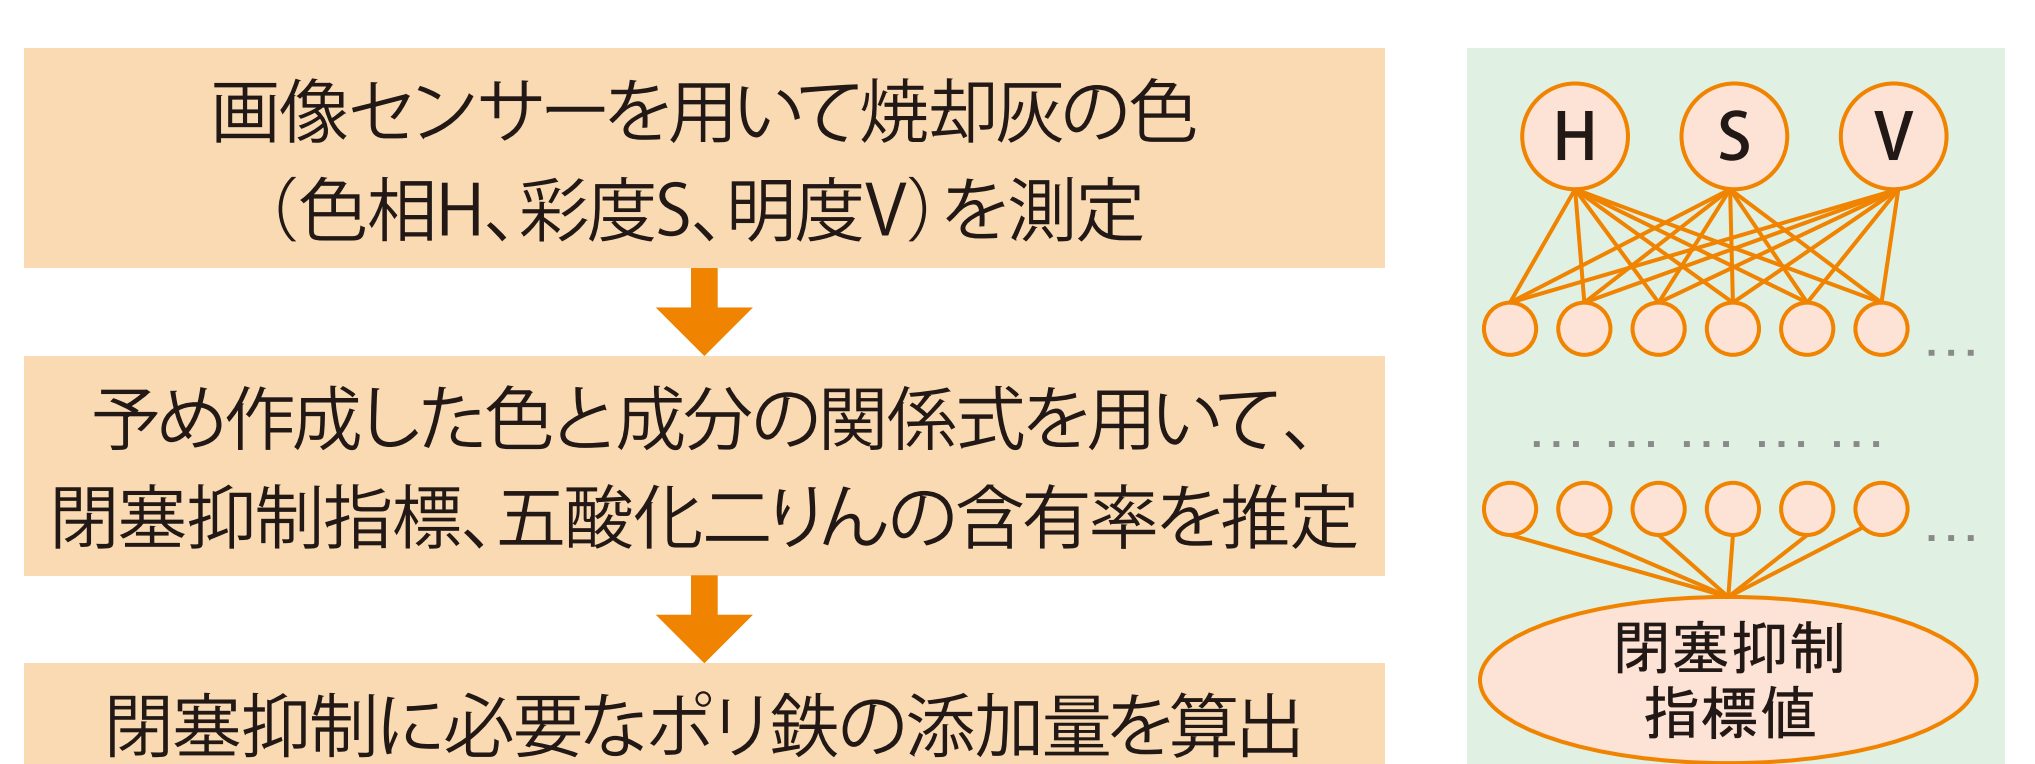 画像センサーを用いて焼却灰の色
（色相H、彩度S、明度V）を測定
予め作成した色と成分の関係式を用いて、
閉塞抑制指標、五酸化二りんの含有率を推定
閉塞抑制に必要なポリ鉄の添加量を算出
H S V
…
… … … … …
…
閉塞抑制
指標値